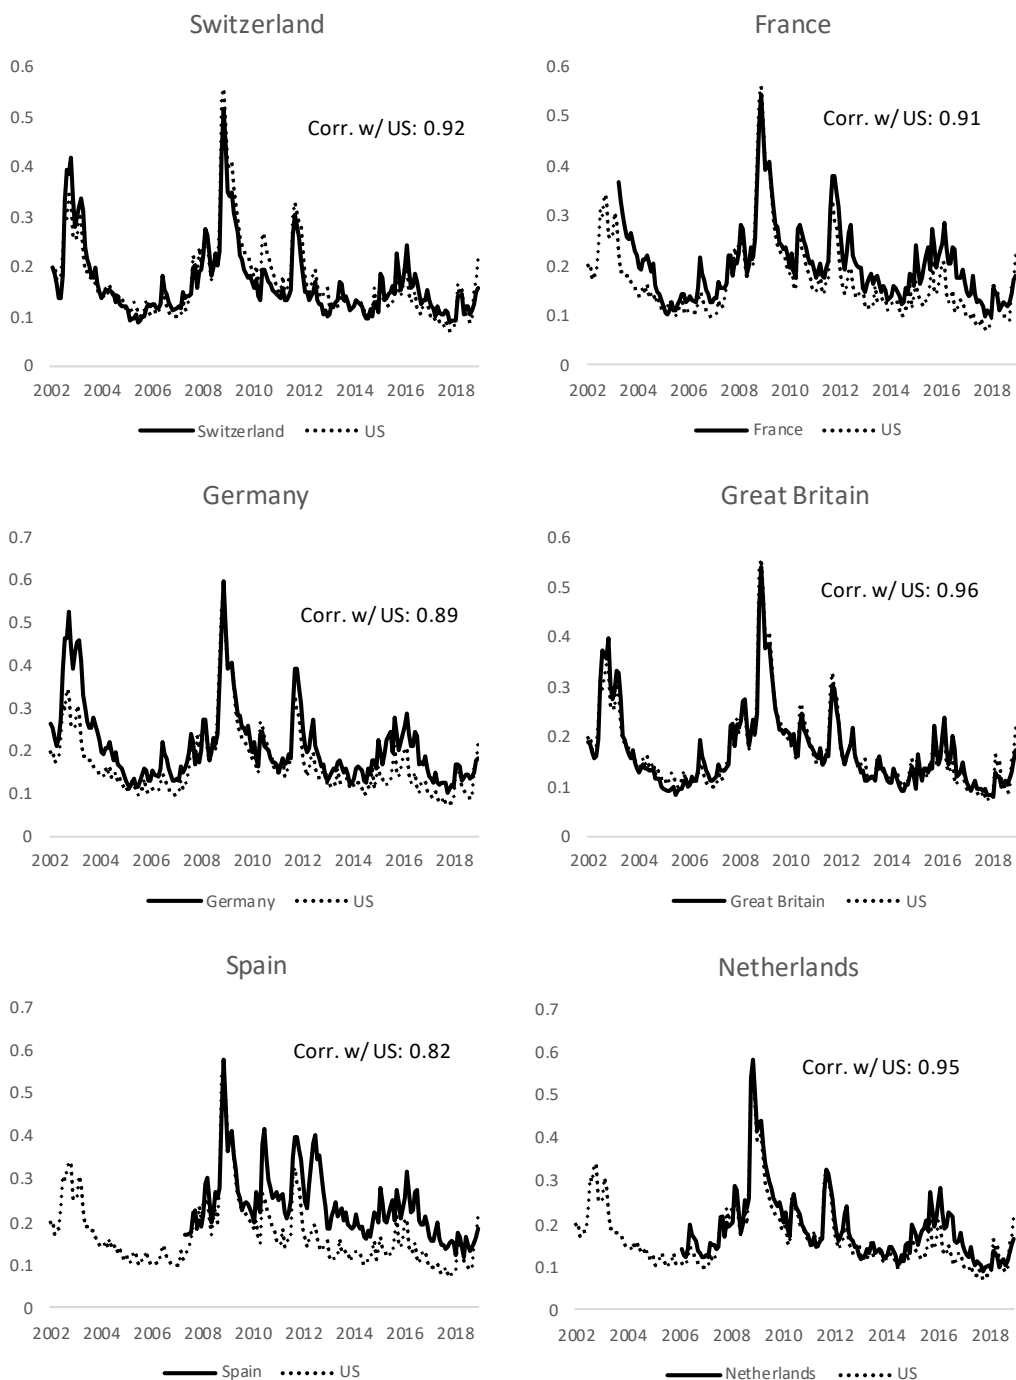 Switzerland
0.6
0.5
0.4
0.3
0.2
0.1
0
Corr. w/ US: 0.92
2002 2004 2006 2008 2010 2012 2014 2016 2018
Switzerland US
France
0.6
0.5
0.4
0.3
0.2
0.1
0
Corr. w/ US: 0.91
2002 2004 2006 2008 2010 2012 2014 2016 2018
France US
Germany
0.7
0.6
0.5
0.4
0.3
0.2
0.1
0
Corr. w/ US: 0.89
2002 2004 2006 2008 2010 2012 2014 2016 2018
Germany US
Great Britain
0.6
0.5
0.4
0.3
0.2
0.1
0
Corr. w/ US: 0.96
2002 2004 2006 2008 2010 2012 2014 2016 2018
Great Britain US
Spain
0.7
0.6
0.5
0.4
0.3
0.2
0.1
0
Corr. w/ US: 0.82
2002 2004 2006 2008 2010 2012 2014 2016 2018
Spain US
Netherlands
0.7
0.6
0.5
0.4
0.3
0.2
0.1
0
Corr. w/ US: 0.95
2002 2004 2006 2008 2010 2012 2014 2016 2018
Netherlands US